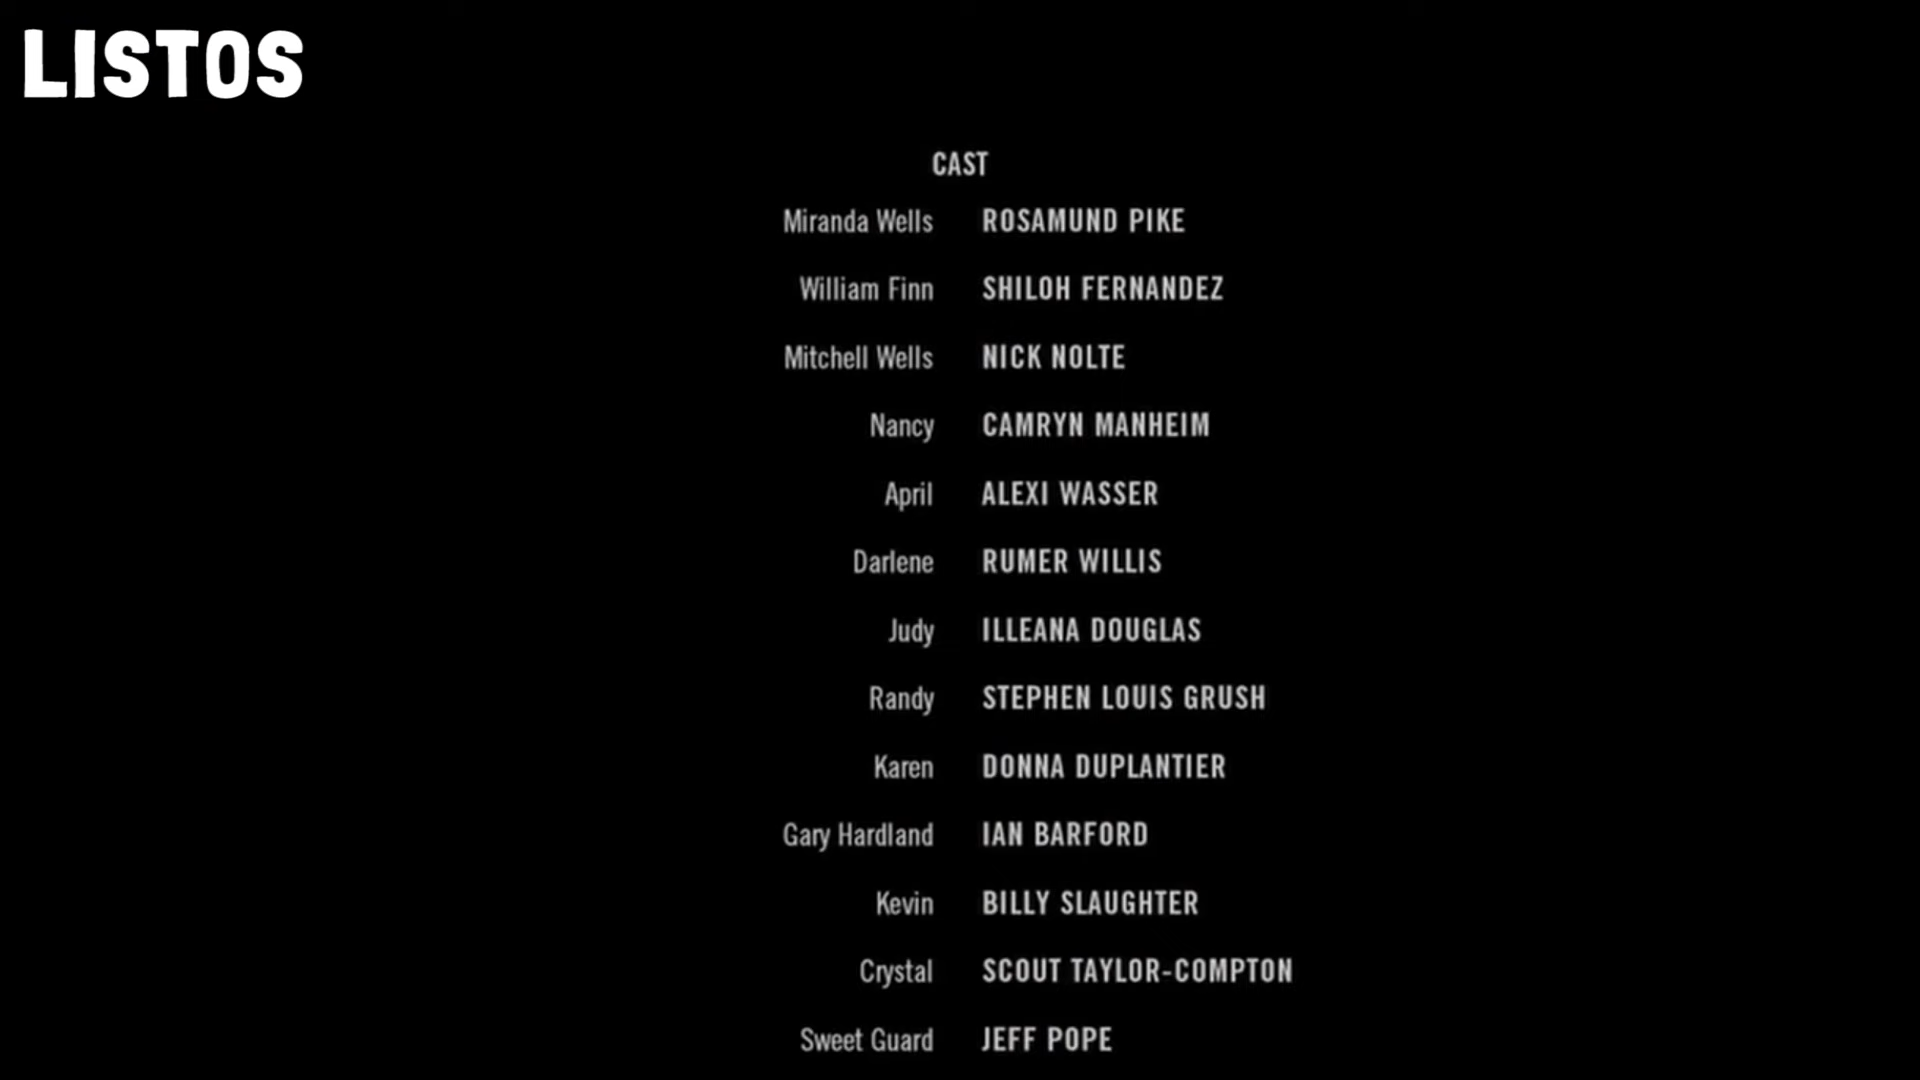 LISTOS
CAST
Miranda Wells ROSAMUND PIKE
William Finn SHILOH FERNANDEZ
Mitchell Wells NICK NOLTE
Nancy CAMRYN MANHEIM
April ALEXI WASSER
Darlene RUMER WILLIS
Judy ILLEANA DOUGLAS
Randy STEPHEN LOUIS GRUSH
Karen DONNA DUPLANTIER
Gary Hardland IAN BARFORD
Kevin BILLY SLAUGHTER
Crystal SCOUT TAYLOR-COMPTON
Sweet Guard JEFF POPE